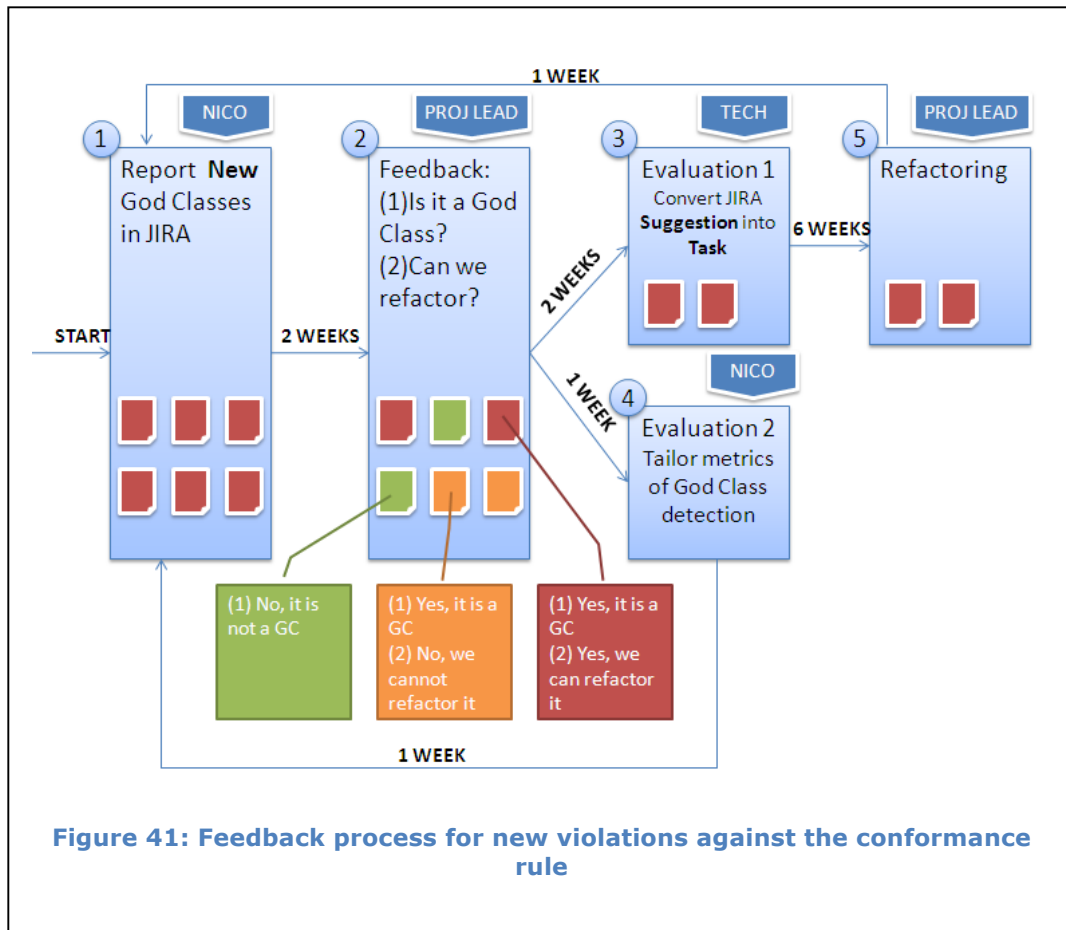 1 WEEK
NICO
PROJ LEAD
TECH
PROJ LEAD
1
Report New
God Classes
in JIRA
2
Feedback:
(1)Is it a God
Class?
(2)Can we
refactor?
3
Evaluation 1
Convert JIRA
Suggestion into
Task
5
Refactoring
START
2 WEEKS
2 WEEKS
6 WEEKS
1 WEEK
NICO
4
Evaluation 2
Tailor metrics
of God Class
detection
(1) No, it is
not a GC
(1) Yes, it is a
GC
(2) No, we
cannot
refactor it
(1) Yes, it is a
GC
(2) Yes, we
can refactor
it
1 WEEK
Figure 41: Feedback process for new violations against the conformance
rule